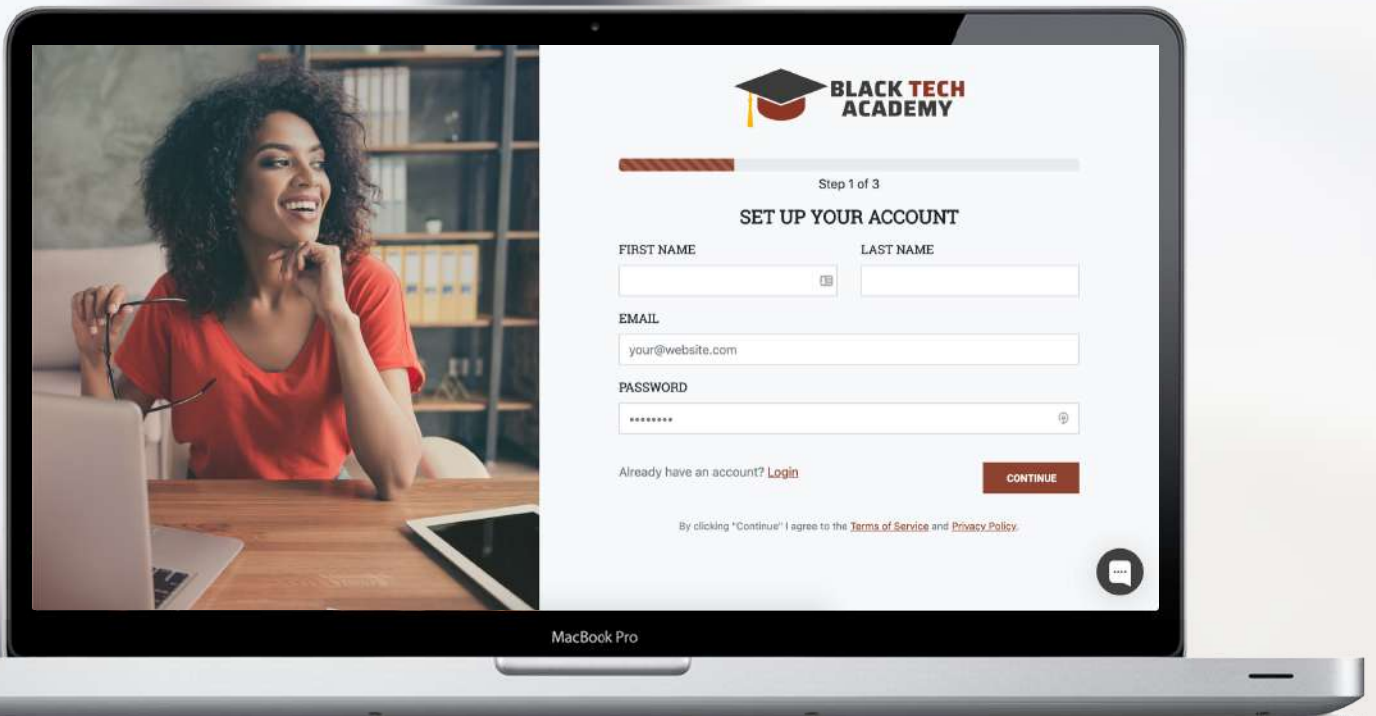 BLACK TECH
ACADEMY
Step 1 of 3
SET UP YOUR ACCOUNT
FIRST NAME
LAST NAME
EMAIL
your@website.com
PASSWORD
••••••••
Already have an account? Login
CONTINUE
By clicking "Continue" I agree to the Terms of Service and Privacy Policy.
MacBook Pro